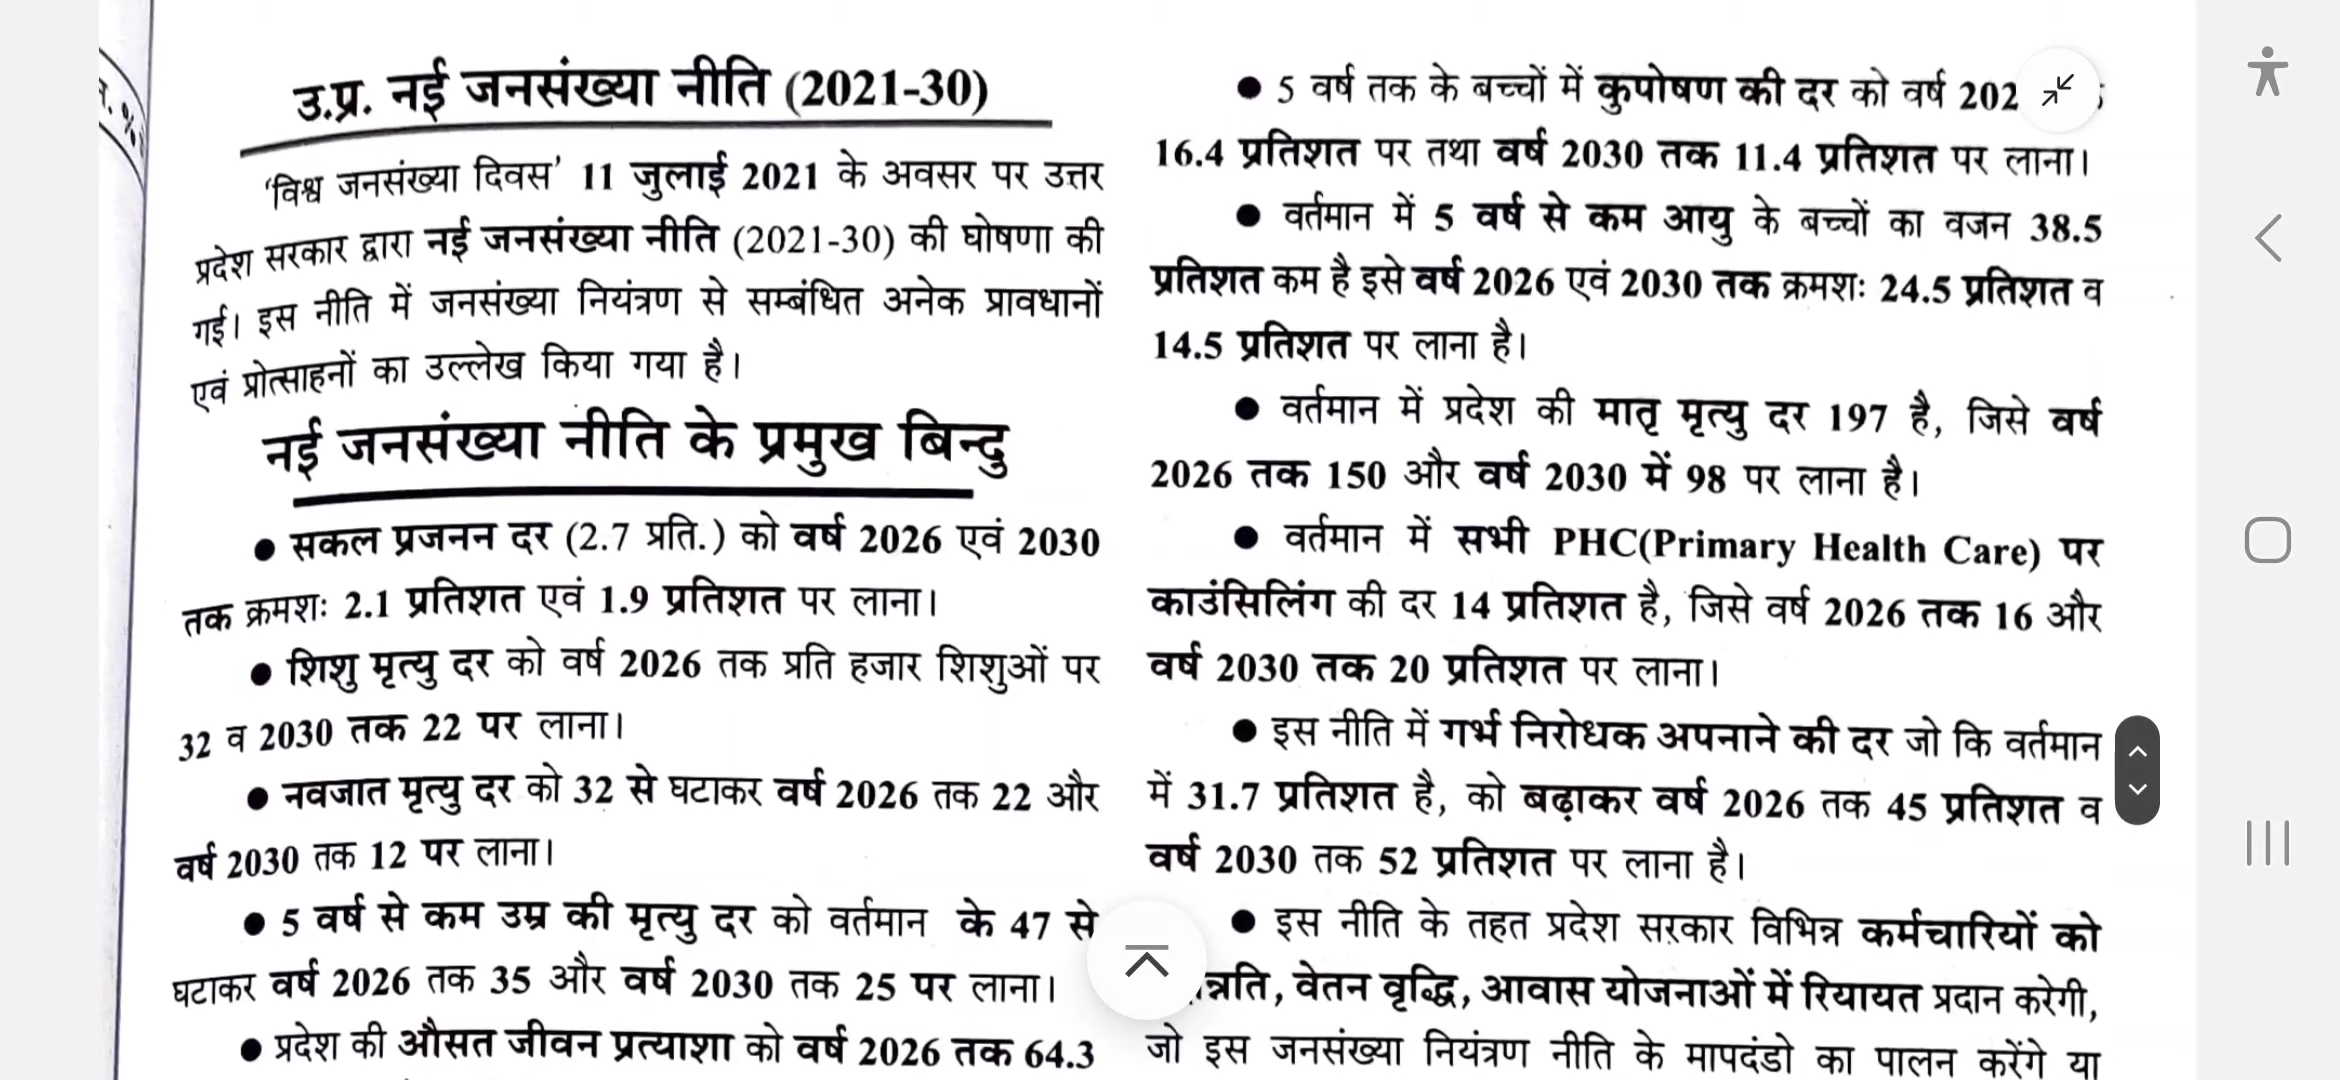 उ.प्र. नई जनसंख्या नीति (2021-30)
'विश्व जनसंख्या दिवस' 11 जुलाई 2021 के अवसर पर उत्तर
प्रदेश सरकार द्वारा नई जनसंख्या नीति (2021-30) की घोषणा की
गई। इस नीति में जनसंख्या नियंत्रण से सम्बंधित अनेक प्रावधानों
एवं प्रोत्साहनों का उल्लेख किया गया है।
नई जनसंख्या नीति के प्रमुख बिन्दु
● सकल प्रजनन दर (2.7 प्रति.) को वर्ष 2026 एवं 2030
तक क्रमशः 2.1 प्रतिशत एवं 1.9 प्रतिशत पर लाना।
● शिशु मृत्यु दर को वर्ष 2026 तक प्रति हजार शिशुओं पर
32 व 2030 तक 22 पर लाना।
● नवजात मृत्यु दर को 32 से घटाकर वर्ष 2026 तक 22 और
वर्ष 2030 तक 12 पर लाना।
● 5 वर्ष से कम उम्र की मृत्यु दर को वर्तमान के 47 से
घटाकर वर्ष 2026 तक 35 और वर्ष 2030 तक 25 पर लाना।
● प्रदेश की औसत जीवन प्रत्याशा को वर्ष 2026 तक 64.3
● 5 वर्ष तक के बच्चों में कुपोषण की दर को वर्ष 202
16.4 प्रतिशत पर तथा वर्ष 2030 तक 11.4 प्रतिशत पर लाना।
● वर्तमान में 5 वर्ष से कम आयु के बच्चों का वजन 38.5
प्रतिशत कम है इसे वर्ष 2026 एवं 2030 तक क्रमशः 24.5 प्रतिशत व
14.5 प्रतिशत पर लाना है।
● वर्तमान में प्रदेश की मातृ मृत्यु दर 197 है, जिसे वर्ष
2026 तक 150 और वर्ष 2030 में 98 पर लाना है।
● वर्तमान में सभी PHC(Primary Health Care) पर
काउंसिलिंग की दर 14 प्रतिशत है, जिसे वर्ष 2026 तक 16 और
वर्ष 2030 तक 20 प्रतिशत पर लाना।
● इस नीति में गर्भ निरोधक अपनाने की दर जो कि वर्तमान
में 31.7 प्रतिशत है, को बढ़ाकर वर्ष 2026 तक 45 प्रतिशत व
वर्ष 2030 तक 52 प्रतिशत पर लाना है।
● इस नीति के तहत प्रदेश सरकार विभिन्न कर्मचारियों को
न्नति, वेतन वृद्धि, आवास योजनाओं में रियायत प्रदान करेगी,
जो इस जनसंख्या नियंत्रण नीति के मापदंडो का पालन करेंगे या